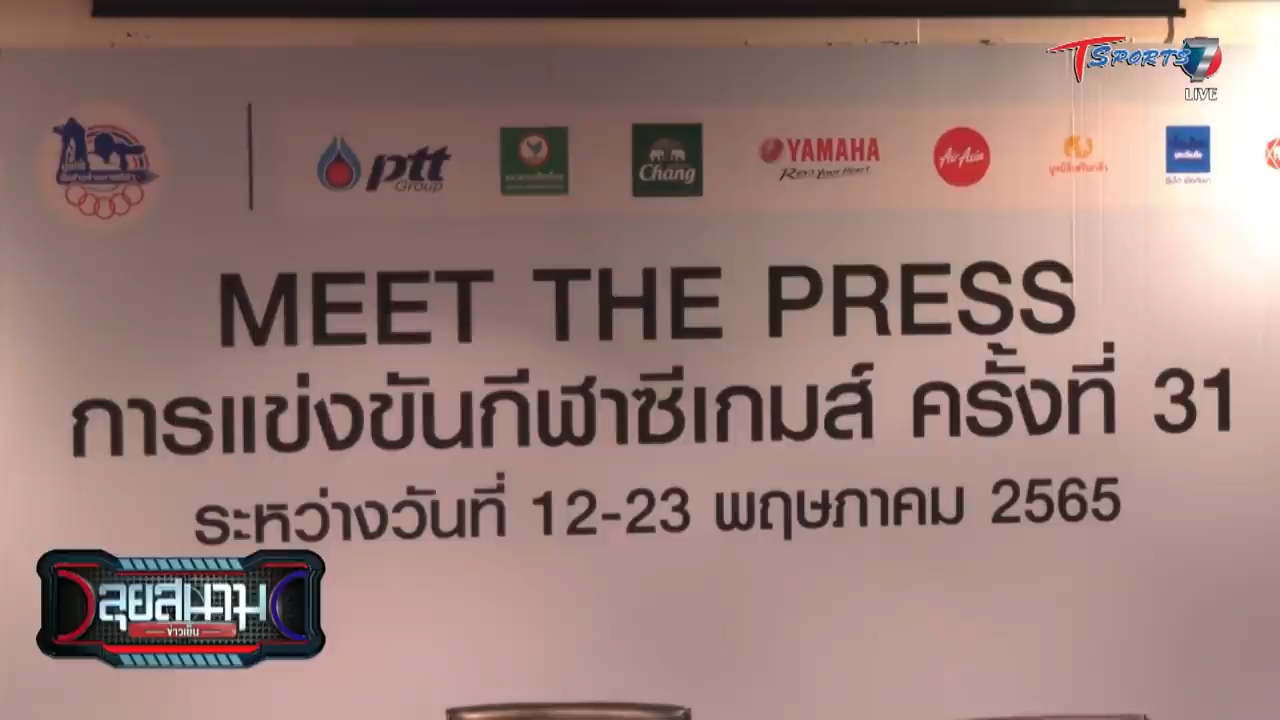 T SPORTS 7
LIVE
ptt
Group
Chang
YAMAHA
Revs Your Heart
AirAsia
MEET THE PRESS
การแข่งขันกีฬาซีเกมส์ ครั้งที่ 31
ระหว่างวันที่ 12-23 พฤษภาคม 2565
ลุยสนาม
ข่าวเย็น